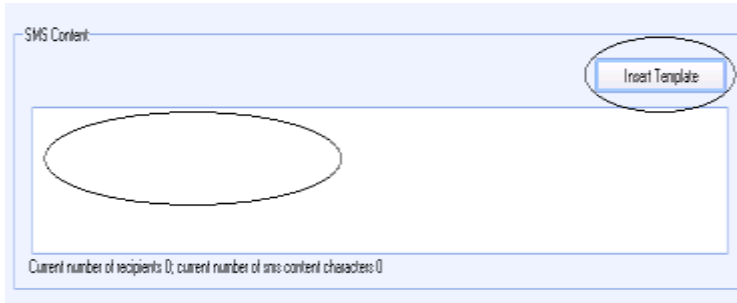 SMS Content
Insert Template
Current number of recipients 0; current number of sms content characters 0